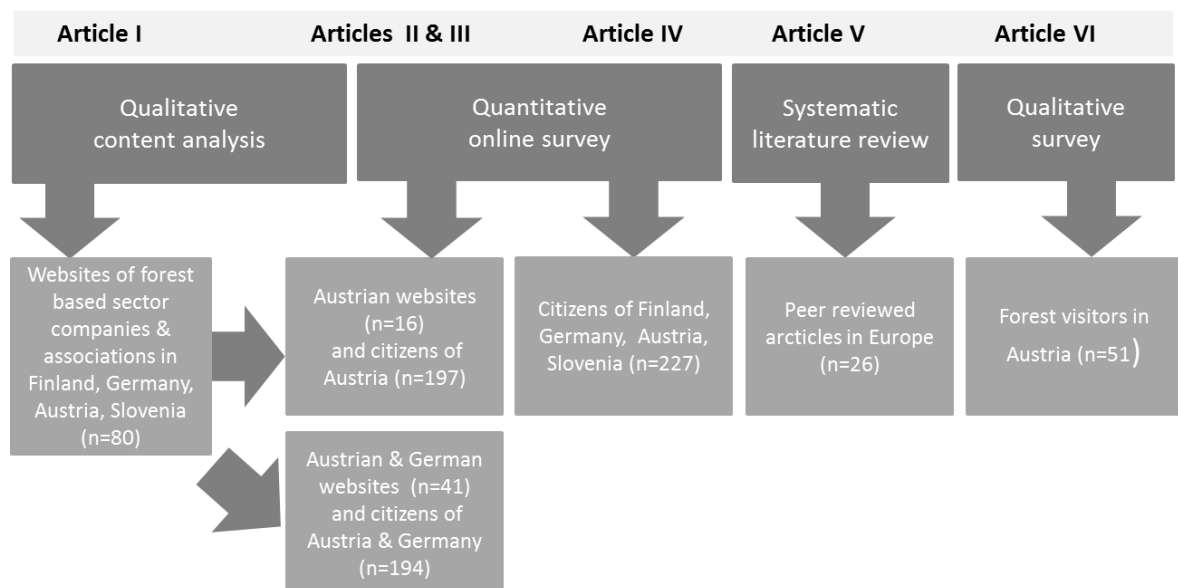 Article I
Articles II & III
Article IV
Article V
Article VI
Qualitative
content analysis
Quantitative
online survey
Systematic
literature review
Qualitative
survey
Websites of forest
based sector
companies &
associations in
Finland, Germany,
Austria, Slovenia
(n=80)
Austrian websites
(n=16)
and citizens of
Austria (n=197)
Citizens of Finland,
Germany, Austria,
Slovenia (n=227)
Peer reviewed
arcticles in Europe
(n=26)
Forest visitors in
Austria (n=51)
Austrian & German
websites (n=41)
and citizens of
Austria & Germany
(n=194)